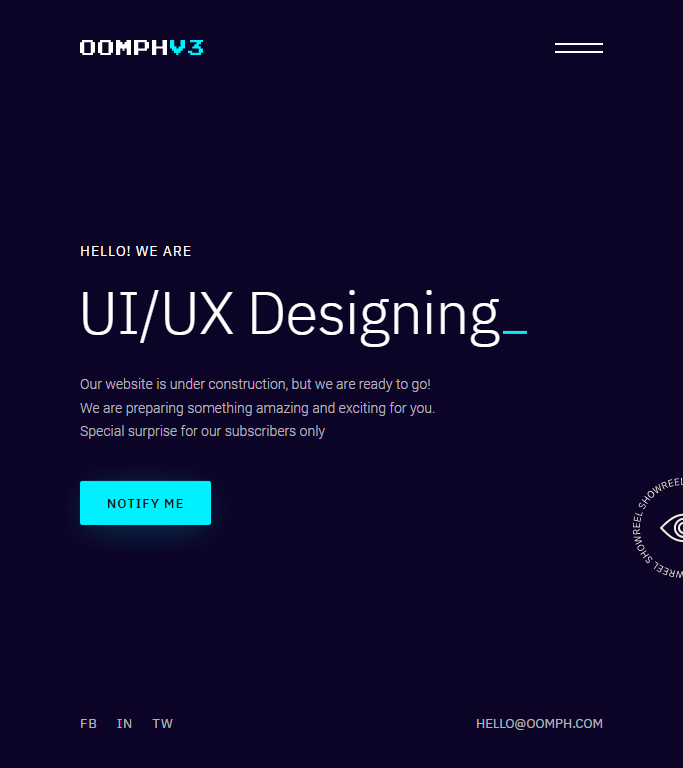 OOMPHV3
HELLO! WE ARE
UI/UX Designing_
Our website is under construction, but we are ready to go!
We are preparing something amazing and exciting for you.
Special surprise for our subscribers only
NOTIFY ME
SHOWREEL SHOWREEL
FB IN TW
HELLO@OOMPH.COM